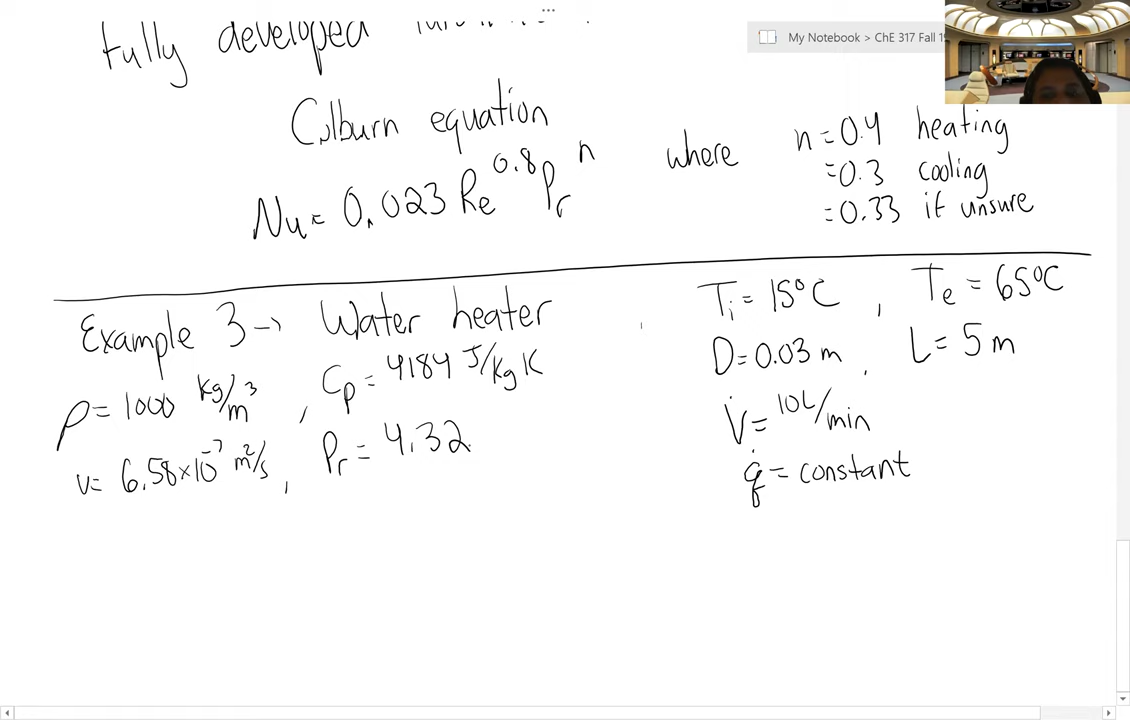 fully developed
My Notebook > ChE 317 Fall 19
Colburn equation
Nu = 0.023 Re^0.8 Pr^n where n = 0.4 heating
= 0.3 cooling
= 0.33 if unsure
Example 3 → Water heater
ρ = 1000 kg/m³, Cp = 4184 J/kg K
ν = 6.58×10⁻⁷ m²/s, Pr = 4.32
Ti = 15°C, Te = 65°C
D = 0.03 m, L = 5 m
V̇ = 10L/min
q̇ = constant